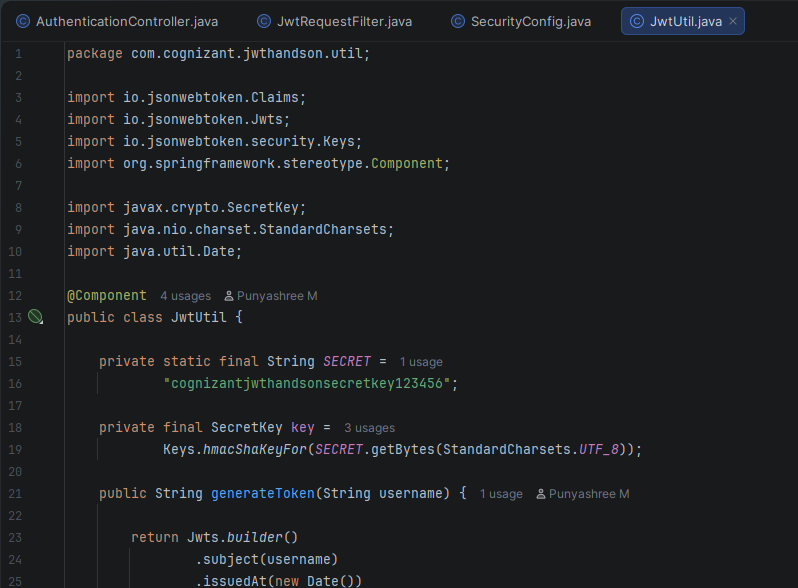 AuthenticationController.java JwtRequestFilter.java SecurityConfig.java JwtUtil.java
1 package com.cognizant.jwthandson.util;
2
3 import io.jsonwebtoken.Claims;
4 import io.jsonwebtoken.Jwts;
5 import io.jsonwebtoken.security.Keys;
6 import org.springframework.stereotype.Component;
7
8 import javax.crypto.SecretKey;
9 import java.nio.charset.StandardCharsets;
10 import java.util.Date;
11
12 @Component 4 usages Punyashree M
13 public class JwtUtil {
14
15 private static final String SECRET = 1 usage
16 "cognizantjwthandsonsecretkey123456";
17
18 private final SecretKey key = 3 usages
19 Keys.hmacShaKeyFor(SECRET.getBytes(StandardCharsets.UTF_8));
20
21 public String generateToken(String username) { 1 usage Punyashree M
22
23 return Jwts.builder()
24 .subject(username)
25 .issuedAt(new Date())